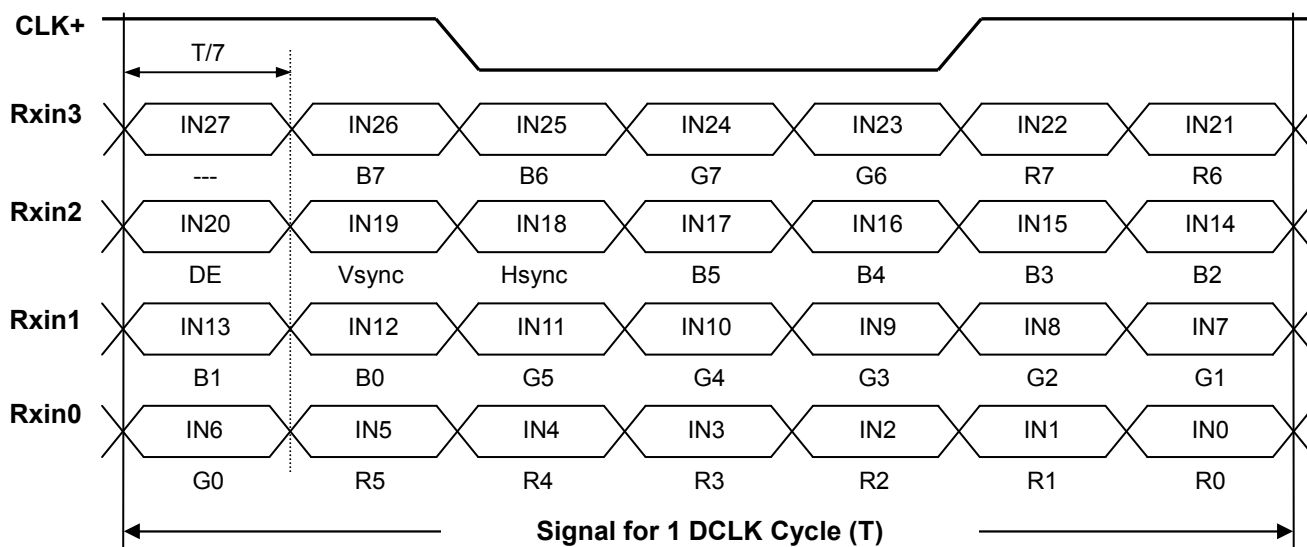 CLK+
T/7
Rxin3 IN27 IN26 IN25 IN24 IN23 IN22 IN21
--- B7 B6 G7 G6 R7 R6
Rxin2 IN20 IN19 IN18 IN17 IN16 IN15 IN14
DE Vsync Hsync B5 B4 B3 B2
Rxin1 IN13 IN12 IN11 IN10 IN9 IN8 IN7
B1 B0 G5 G4 G3 G2 G1
Rxin0 IN6 IN5 IN4 IN3 IN2 IN1 IN0
G0 R5 R4 R3 R2 R1 R0
Signal for 1 DCLK Cycle (T)